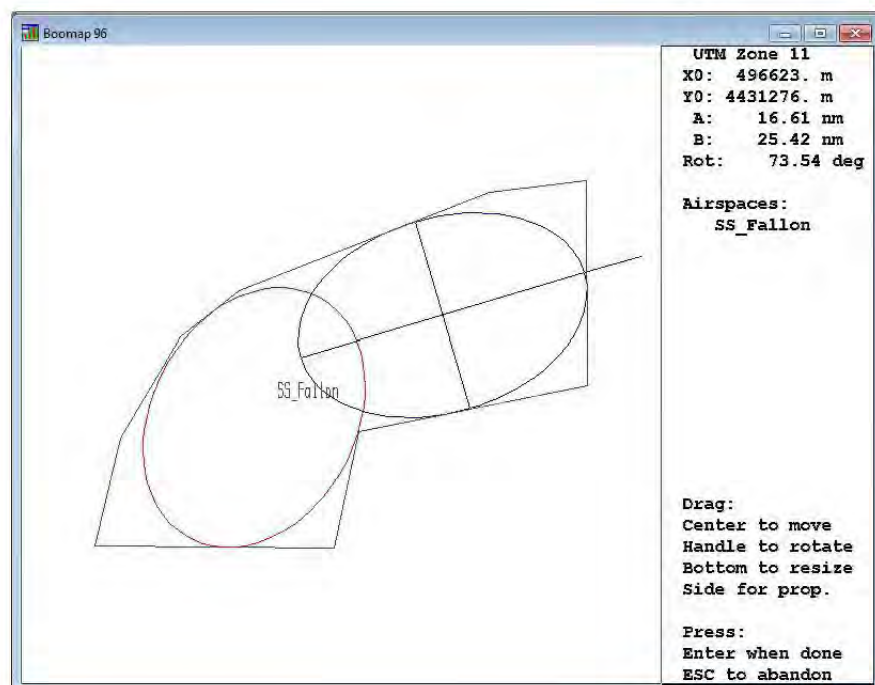 Boomap 96
UTM Zone 11
X0: 496623. m
Y0: 4431276. m
A: 16.61 nm
B: 25.42 nm
Rot: 73.54 deg
Airspaces:
SS_Fallon
SS_Fallon
Drag:
Center to move
Handle to rotate
Bottom to resize
Side for prop.
Press:
Enter when done
ESC to abandon